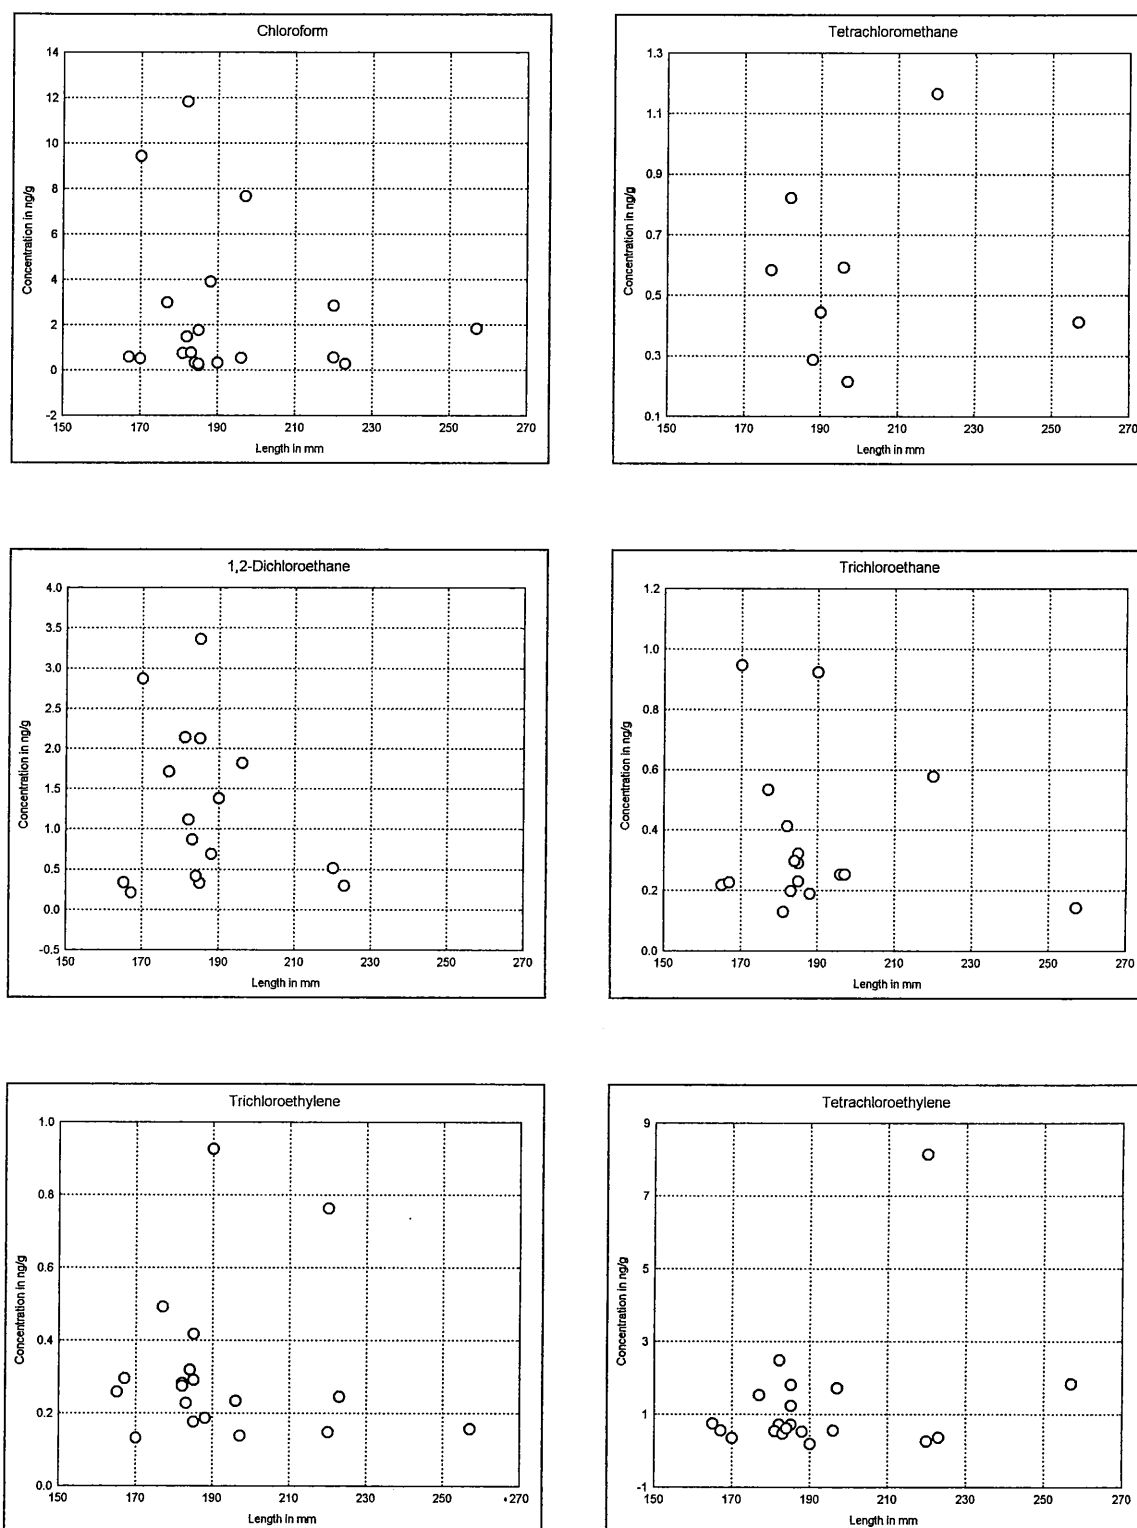 Chloroform
14
12
10
8
6
4
2
0
-2
150 170 190 210 230 250 270
Concentration in ng/g
Length in mm
Tetrachloromethane
1.3
1.1
0.9
0.7
0.5
0.3
0.1
150 170 190 210 230 250 270
Concentration in ng/g
Length in mm
1,2-Dichloroethane
4.0
3.5
3.0
2.5
2.0
1.5
1.0
0.5
0.0
-0.5
150 170 190 210 230 250 270
Concentration in ng/g
Length in mm
Trichloroethane
1.2
1.0
0.8
0.6
0.4
0.2
0.0
150 170 190 210 230 250 270
Concentration in ng/g
Length in mm
Trichloroethylene
1.0
0.8
0.6
0.4
0.2
0.0
150 170 190 210 230 250 270
Concentration in ng/g
Length in mm
Tetrachloroethylene
9
7
5
3
1
-1
150 170 190 210 230 250 270
Concentration in ng/g
Length in mm